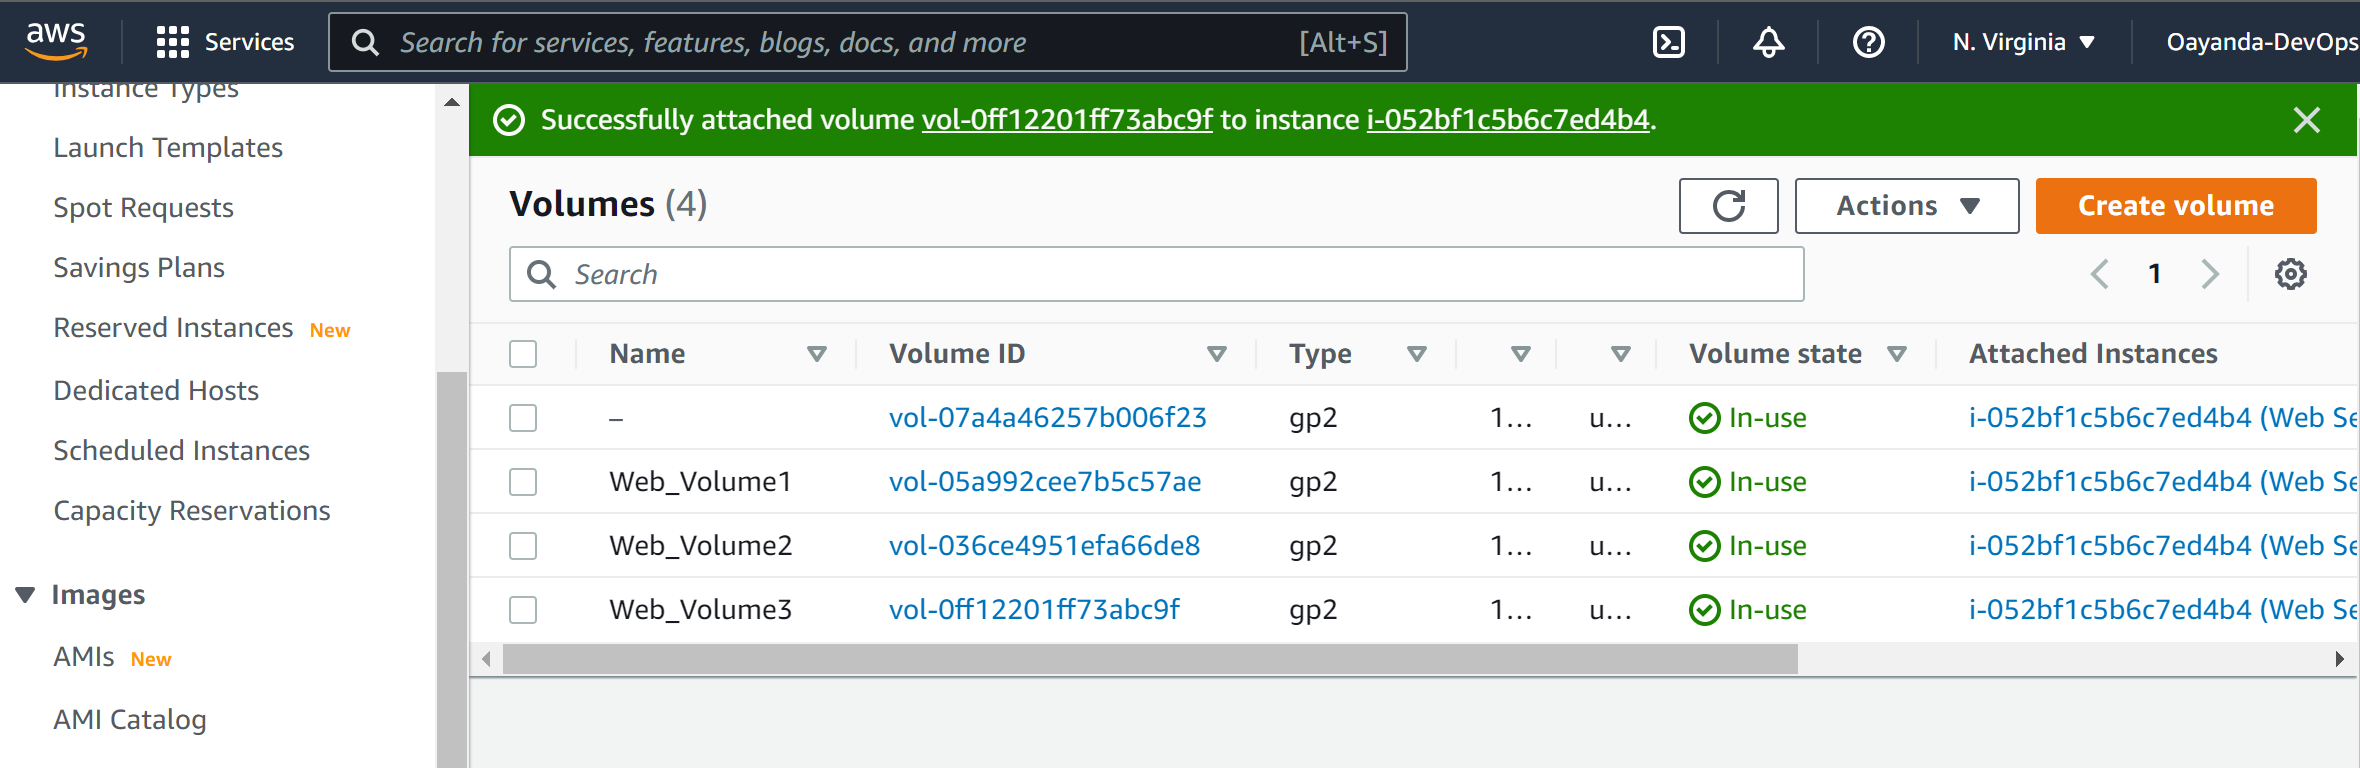 aws Services Search for services, features, blogs, docs, and more [Alt+S] N. Virginia Oayanda-DevOps
Instance Types
Launch Templates
Spot Requests
Savings Plans
Reserved Instances New
Dedicated Hosts
Scheduled Instances
Capacity Reservations
Images
AMIs New
AMI Catalog
Successfully attached volume vol-0ff12201ff73abc9f to instance i-052bf1c5b6c7ed4b4.
Volumes (4) Actions Create volume
Search 1
Name Volume ID Type Volume state Attached Instances
– vol-07a4a46257b006f23 gp2 1... u... In-use i-052bf1c5b6c7ed4b4 (Web Se
Web_Volume1 vol-05a992cee7b5c57ae gp2 1... u... In-use i-052bf1c5b6c7ed4b4 (Web Se
Web_Volume2 vol-036ce4951efa66de8 gp2 1... u... In-use i-052bf1c5b6c7ed4b4 (Web Se
Web_Volume3 vol-0ff12201ff73abc9f gp2 1... u... In-use i-052bf1c5b6c7ed4b4 (Web Se